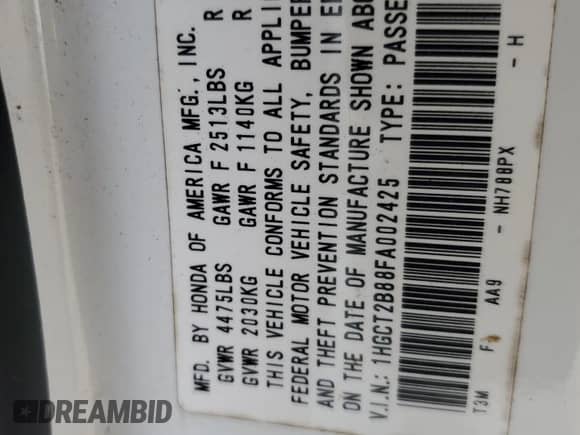 MFD. BY HONDA OF AMERICA MFG., INC.
GVWR 4475LBS GAWR F 2513LBS R
GVWR 2030KG GAWR F 1140KG R
THIS VEHICLE CONFORMS TO ALL APPLI
FEDERAL MOTOR VEHICLE SAFETY, BUMPER
AND THEFT PREVENTION STANDARDS IN E
ON THE DATE OF MANUFACTURE SHOWN ABO
V.I.N.: 1HGCT2B88FA002425 TYPE: PASSE
T3M F AA9 - NH788PX - H
DREAMBID